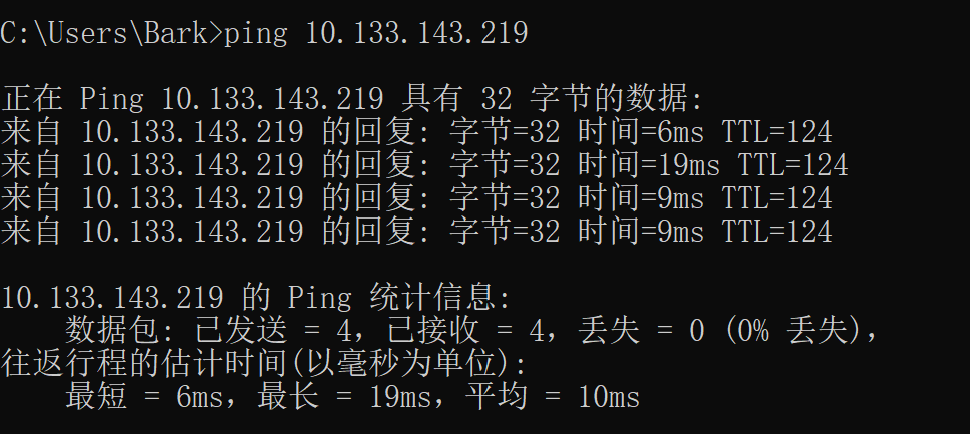 C:\Users\Bark>ping 10.133.143.219
正在 Ping 10.133.143.219 具有 32 字节的数据:
来自 10.133.143.219 的回复: 字节=32 时间=6ms TTL=124
来自 10.133.143.219 的回复: 字节=32 时间=19ms TTL=124
来自 10.133.143.219 的回复: 字节=32 时间=9ms TTL=124
来自 10.133.143.219 的回复: 字节=32 时间=9ms TTL=124
10.133.143.219 的 Ping 统计信息:
    数据包: 已发送 = 4，已接收 = 4，丢失 = 0 (0% 丢失)，
往返行程的估计时间(以毫秒为单位):
    最短 = 6ms，最长 = 19ms，平均 = 10ms